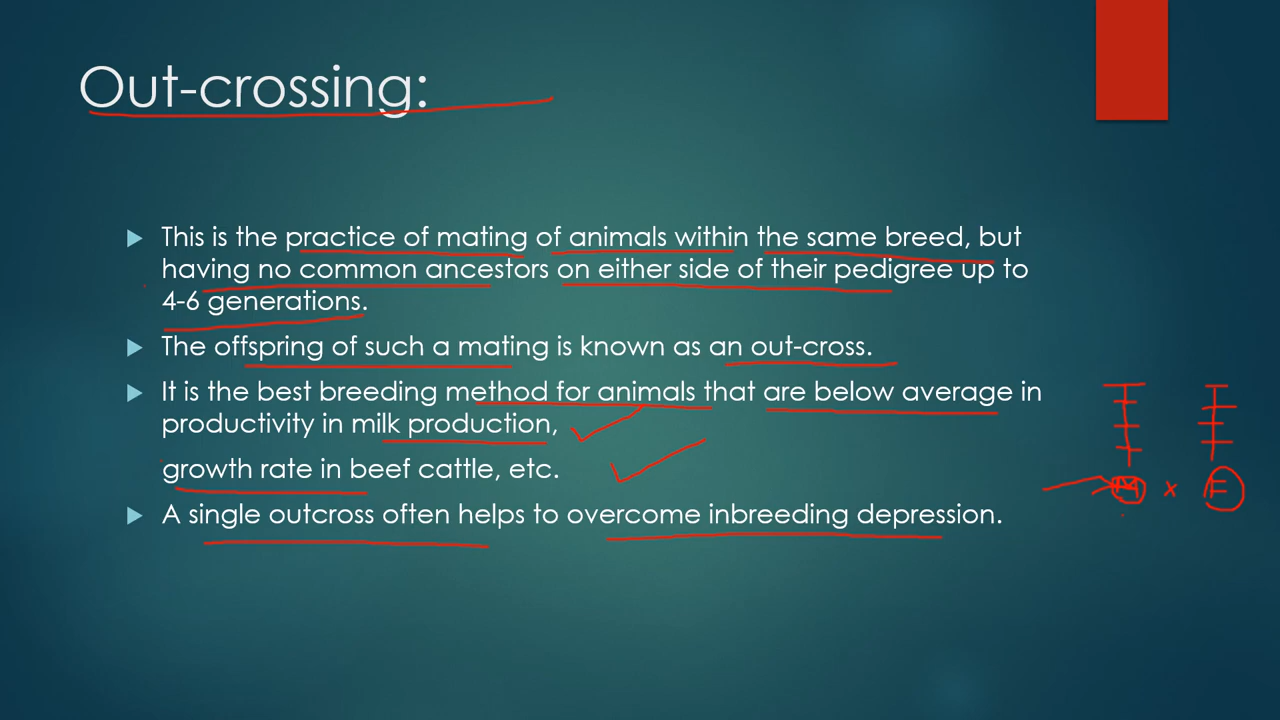 Out-crossing:
This is the practice of mating of animals within the same breed, but
having no common ancestors on either side of their pedigree up to
4-6 generations.
The offspring of such a mating is known as an out-cross.
It is the best breeding method for animals that are below average in
productivity in milk production,
growth rate in beef cattle, etc.
M x F
A single outcross often helps to overcome inbreeding depression.